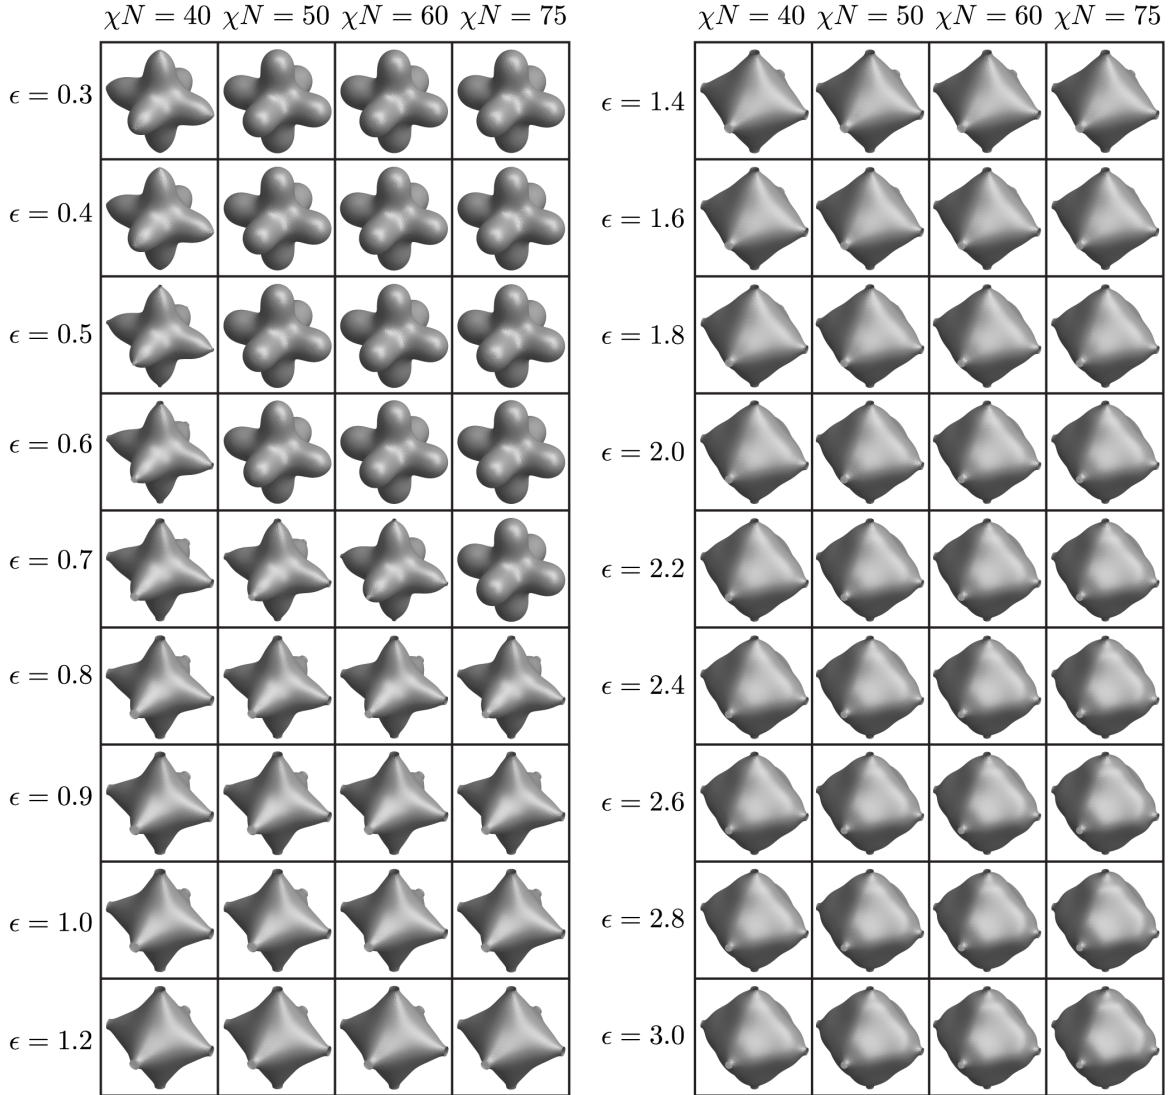 χN = 40 χN = 50 χN = 60 χN = 75
ϵ = 0.3
ϵ = 0.4
ϵ = 0.5
ϵ = 0.6
ϵ = 0.7
ϵ = 0.8
ϵ = 0.9
ϵ = 1.0
ϵ = 1.2
χN = 40 χN = 50 χN = 60 χN = 75
ϵ = 1.4
ϵ = 1.6
ϵ = 1.8
ϵ = 2.0
ϵ = 2.2
ϵ = 2.4
ϵ = 2.6
ϵ = 2.8
ϵ = 3.0